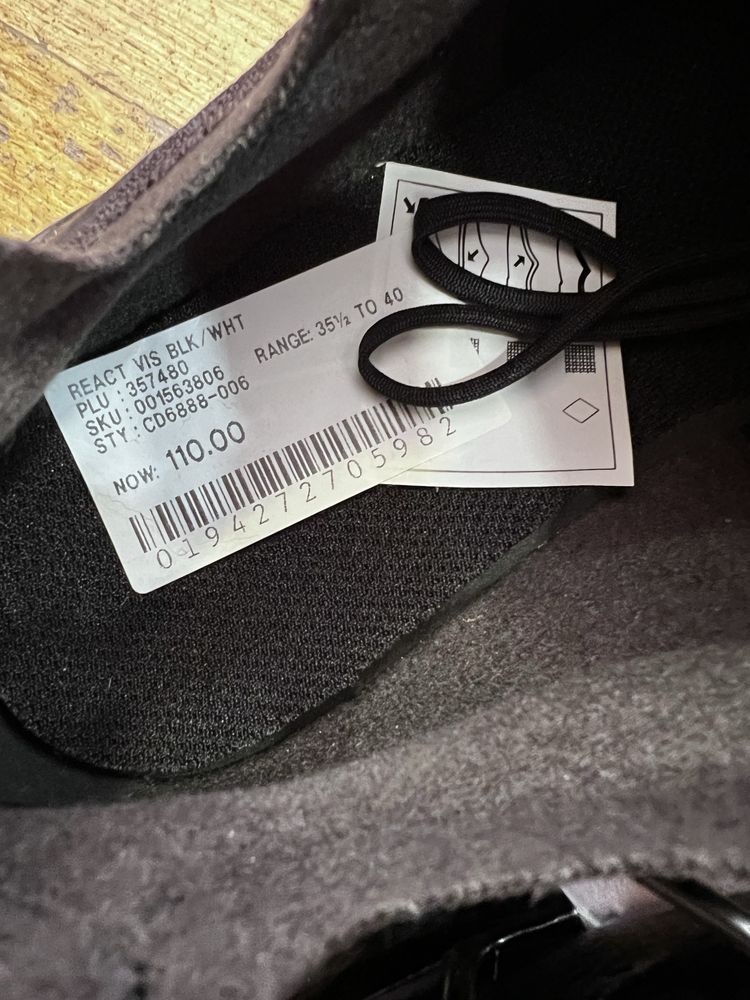 REACT VIS BLK/WHT
PLU : 357480
RANGE: 35½ TO 40
SKU : 001563806
STY. : CD6888-006
NOW: 110.00
0194272705982